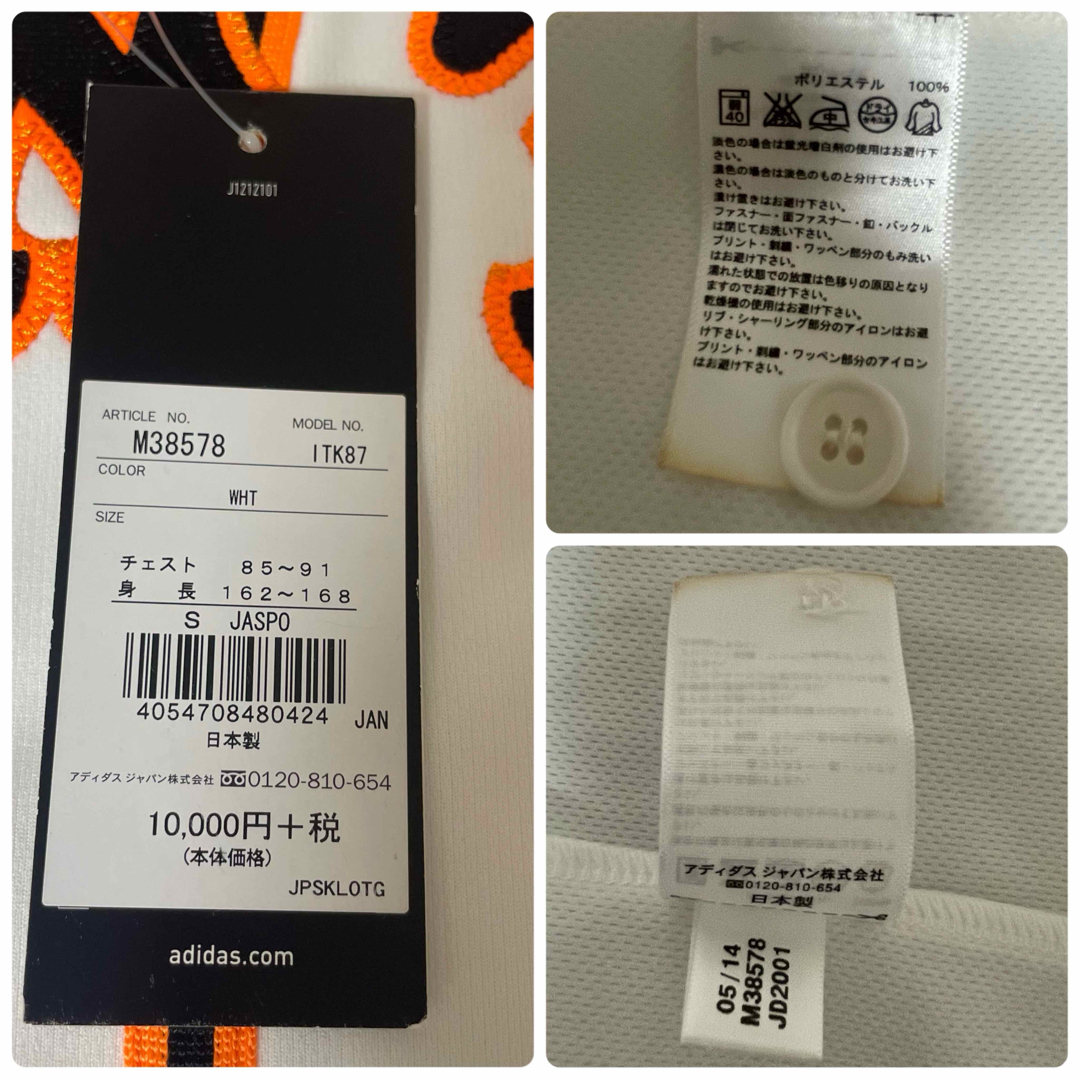 J1212101
ARTICLE NO.
MODEL NO.
M38578
ITK87
COLOR
WHT
SIZE
チェスト 85〜91
身 長 162〜168
S JASPO
4054708480424 JAN
日本製
アディダス ジャパン株式会社 0120-810-654
10,000円+税
(本体価格)
JPSKLOTG
adidas.com
ポリエステル 100%
40 中 ドライ
淡色の場合は蛍光増白剤の使用はお避け下
さい。
濃色の場合は淡色のものと分けてお洗い下
さい。
漬け置きはお避け下さい。
ファスナー・面ファスナー・釦・バックル
は閉じてお洗い下さい。
プリント・刺繍・ワッペン部分のもみ洗い
はお避け下さい。
濡れた状態での放置は色移りの原因となり
ますのでお避け下さい。
乾燥機の使用はお避け下さい。
リブ・シャーリング部分のアイロンはお避
け下さい。
プリント・刺繍・ワッペン部分のアイロン
はお避け下さい。
アディダス ジャパン株式会社
0120-810-654
日本製
05/14
M38578
JD2001